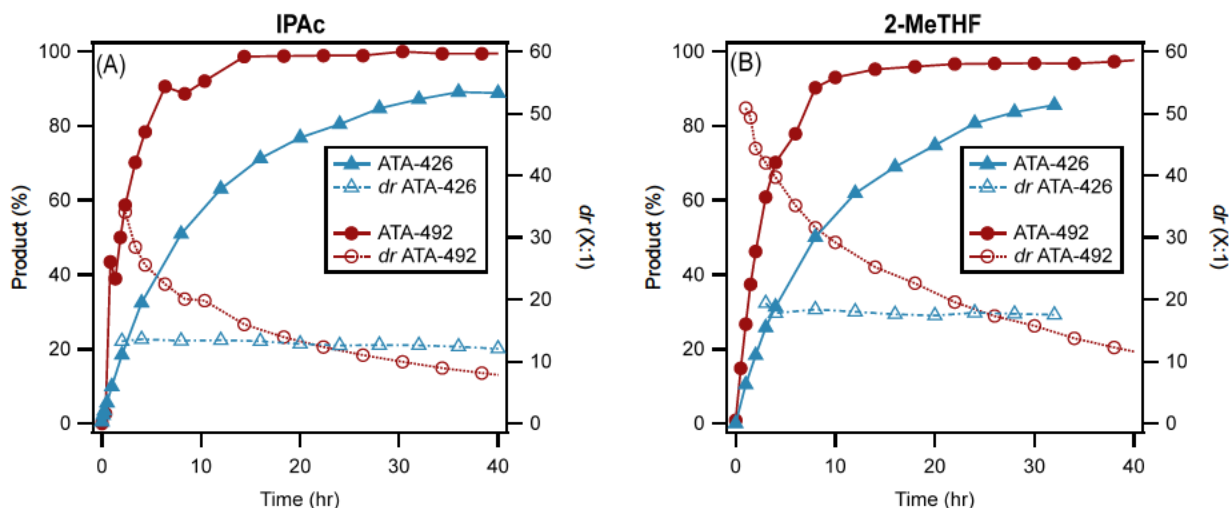 IPAc
(A)
100
80
60
40
20
0
Product (%)
60
50
40
30
20
10
0
dr (X:1)
ATA-426
dr ATA-426
ATA-492
dr ATA-492
0 10 20 30 40
Time (hr)
2-MeTHF
(B)
100
80
60
40
20
0
Product (%)
60
50
40
30
20
10
0
dr (X:1)
ATA-426
dr ATA-426
ATA-492
dr ATA-492
0 10 20 30 40
Time (hr)